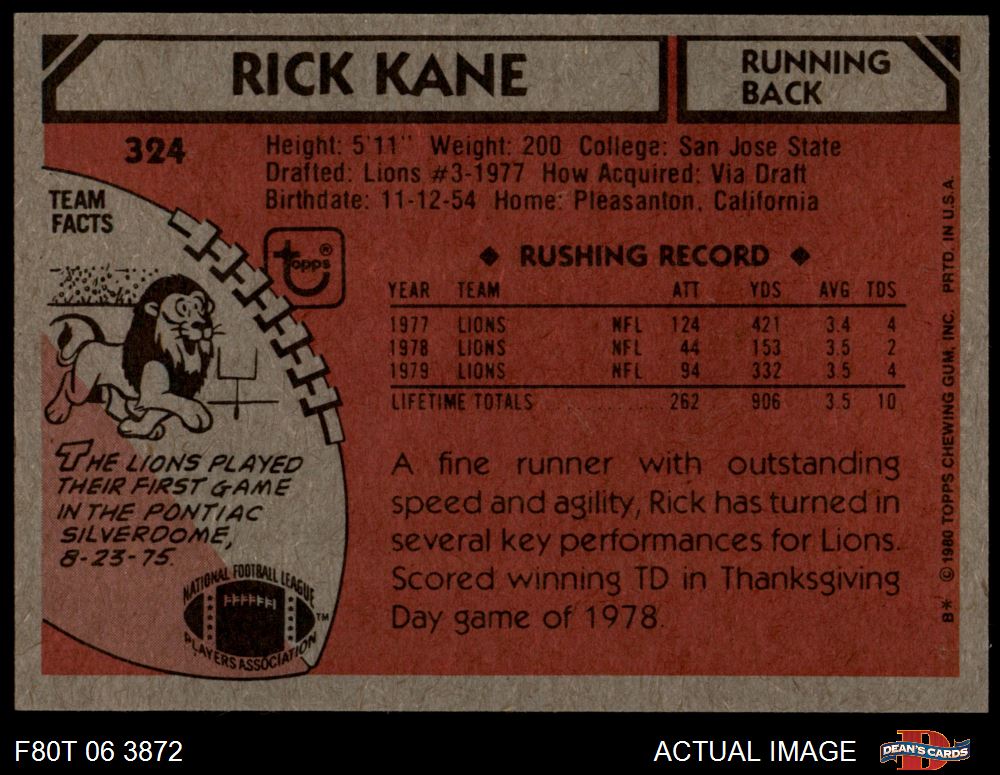 RICK KANE
RUNNING
BACK
324
Height: 5'11" Weight: 200 College: San Jose State
Drafted: Lions #3-1977 How Acquired: Via Draft
Birthdate: 11-12-54 Home: Pleasanton, California
TEAM
FACTS
topps®
◆ RUSHING RECORD ◆
YEAR TEAM ATT YDS AVG TDS
1977 LIONS NFL 124 421 3.4 4
1978 LIONS NFL 44 153 3.5 2
1979 LIONS NFL 94 332 3.5 4
LIFETIME TOTALS 262 906 3.5 10
THE LIONS PLAYED
THEIR FIRST GAME
IN THE PONTIAC
SILVERDOME,
8-23-75.
A fine runner with outstanding
speed and agility, Rick has turned in
several key performances for Lions.
Scored winning TD in Thanksgiving
Day game of 1978.
NATIONAL FOOTBALL LEAGUE
PLAYERS ASSOCIATION
TM
B* © 1980 TOPPS CHEWING GUM, INC. PRTD. IN U.S.A.
F80T 06 3872
ACTUAL IMAGE
D
DEAN'S CARDS